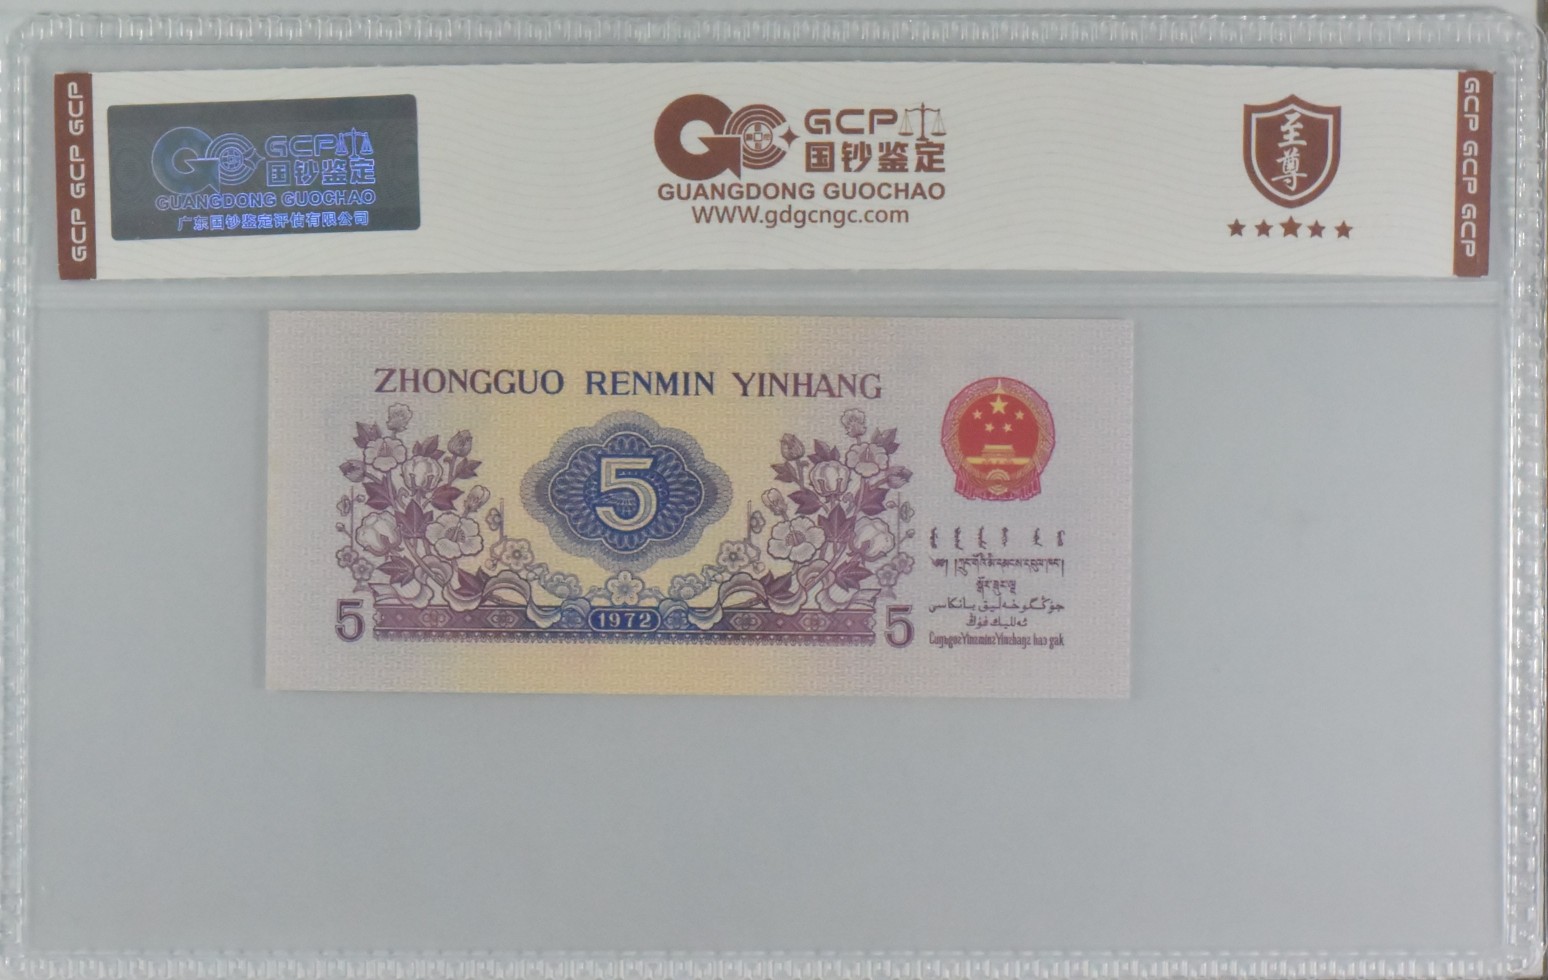 GCP GCP GCP
GCP
国钞鉴定
GUANGDONG GUOCHAO
广东国钞鉴定评估有限公司
GCP
国钞鉴定
GUANGDONG GUOCHAO
WWW.gdgcngc.com
至尊
GCP GCP GCP
ZHONGGUO RENMIN YINHANG
5
5
1972
5
جۇڭگوخەلىق بانكاسى